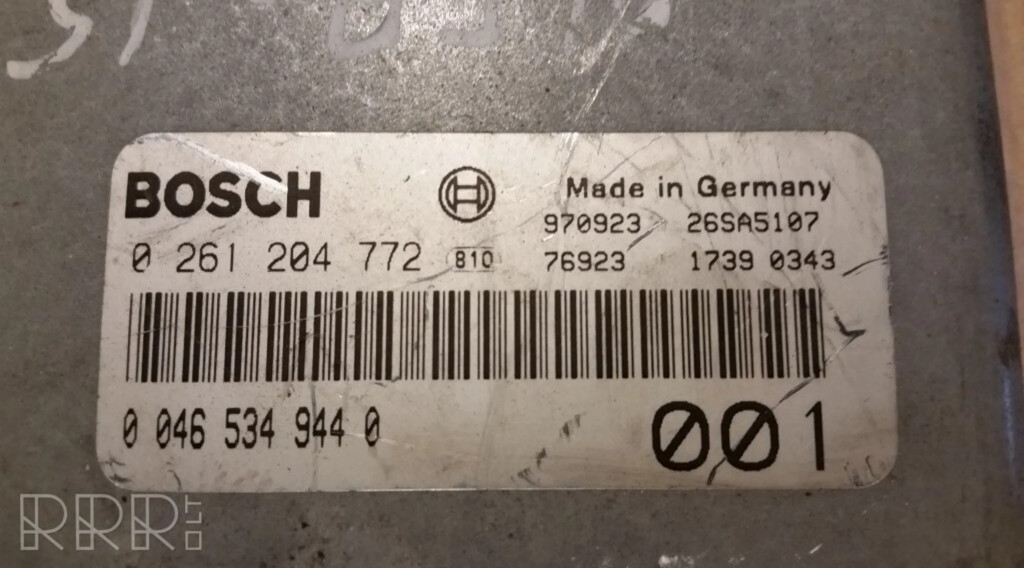 BOSCH
Made in Germany
970923 26SA5107
0 261 204 772 810 76923 1739 0343
0 046 534 944 0
001
RRR.LT